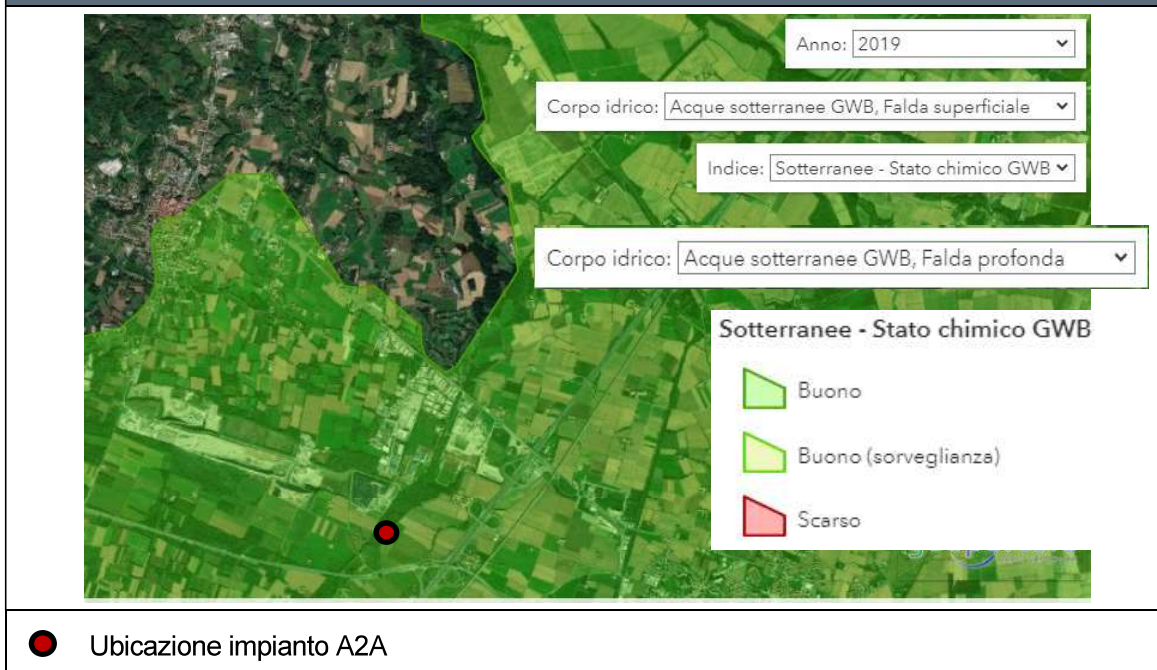 Anno: 2019
Corpo idrico: Acque sotterranee GWB, Falda superficiale
Indice: Sotterranee - Stato chimico GWB
Corpo idrico: Acque sotterranee GWB, Falda profonda
Sotterranee - Stato chimico GWB
Buono
Buono (sorveglianza)
Scarso
Ubicazione impianto A2A